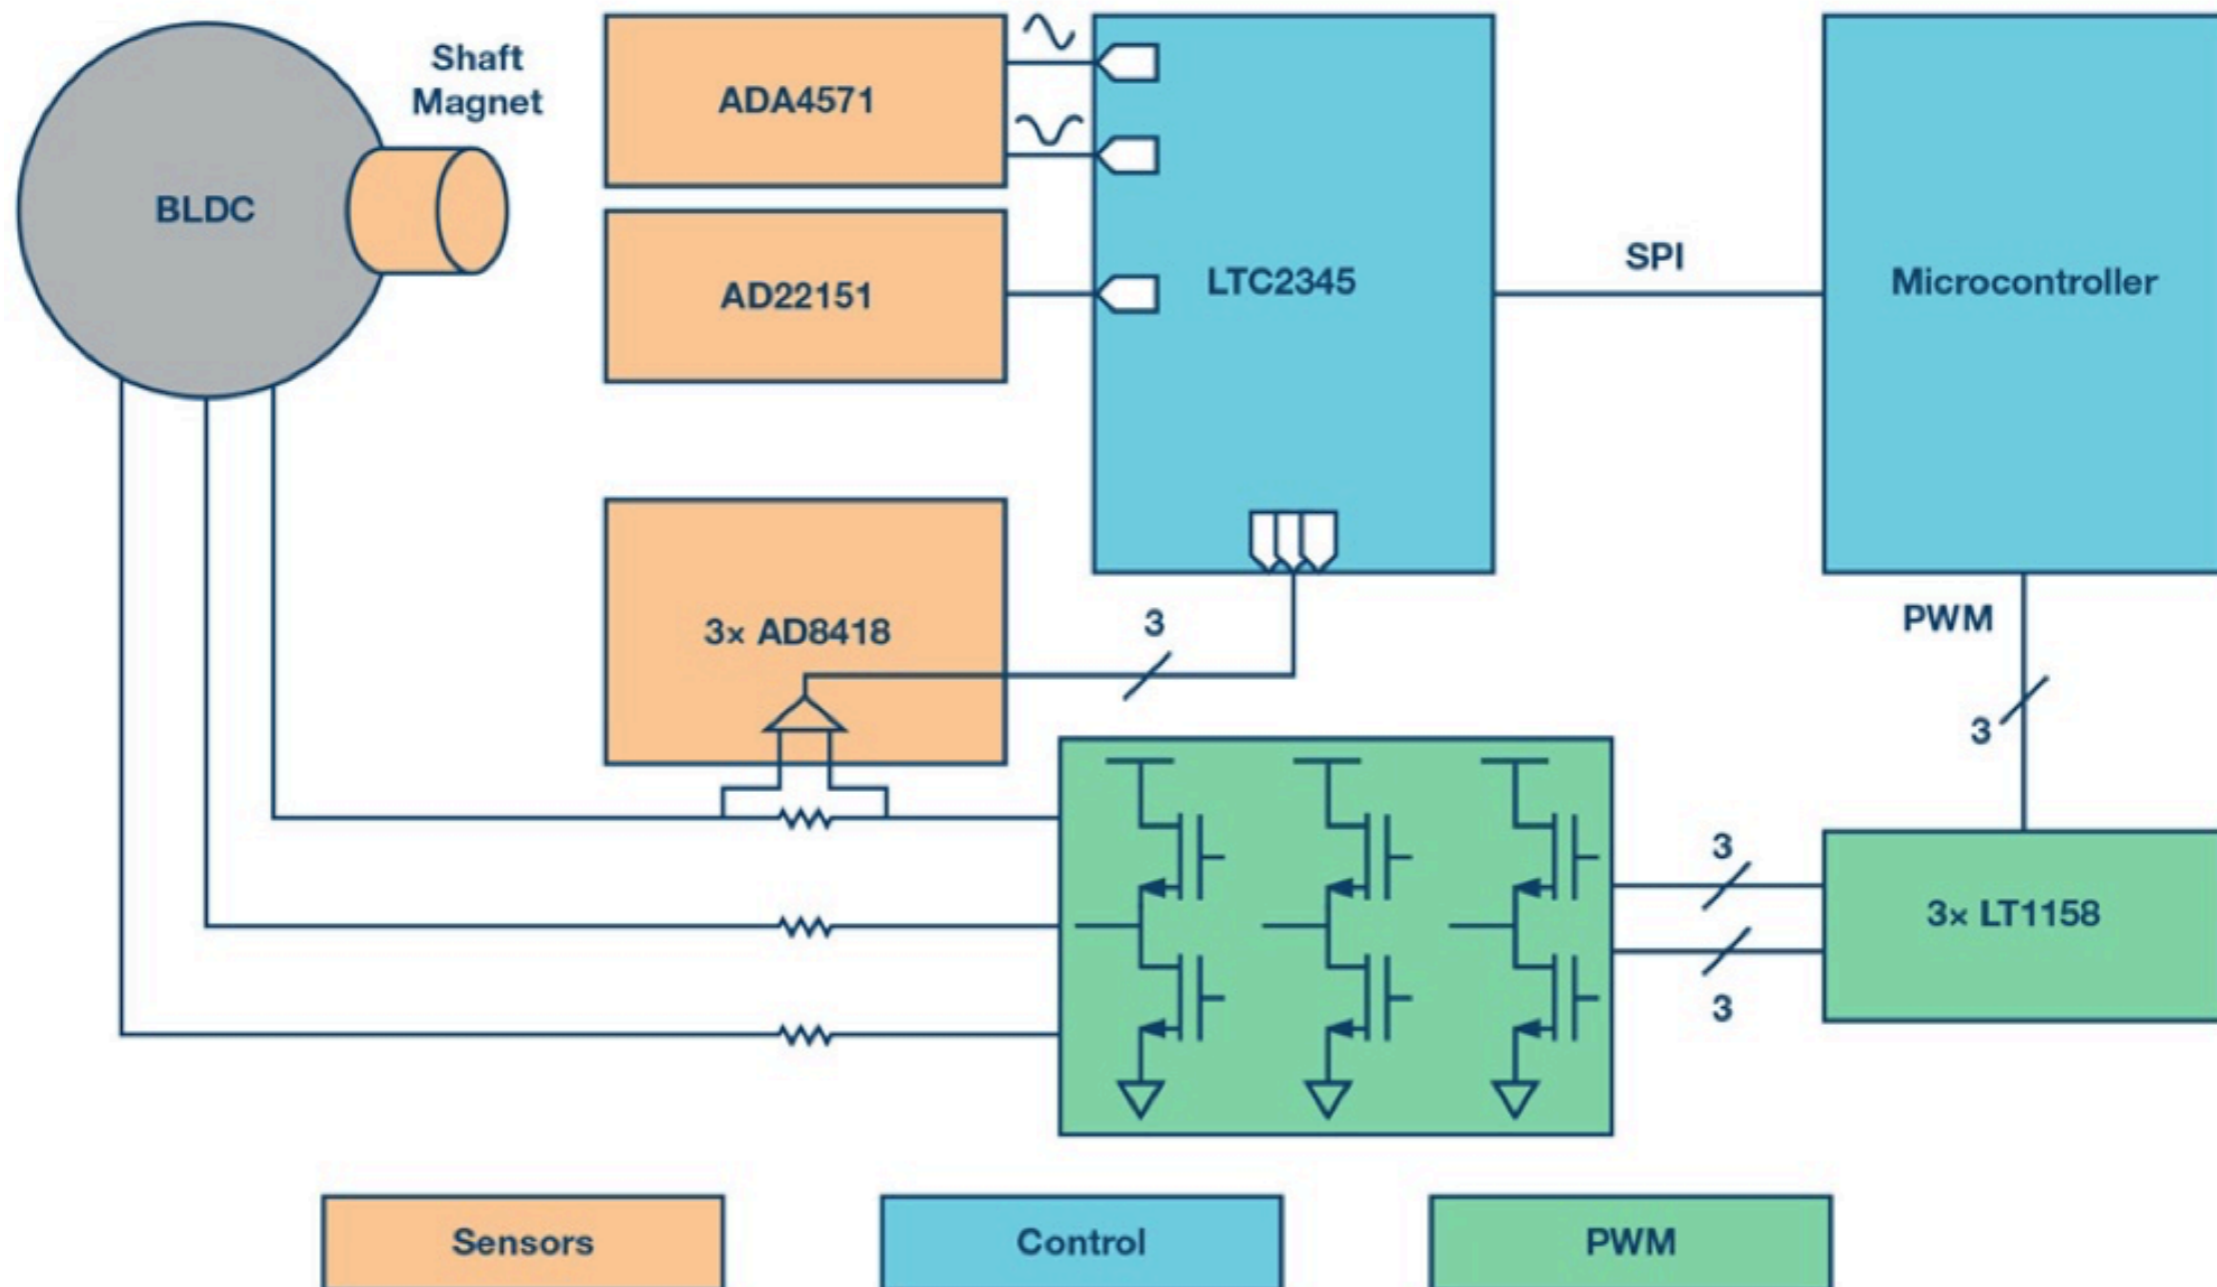 Shaft
Magnet
BLDC
ADA4571
AD22151
LTC2345
SPI
Microcontroller
3× AD8418
3
PWM
3
3
3× LT1158
3
Sensors
Control
PWM